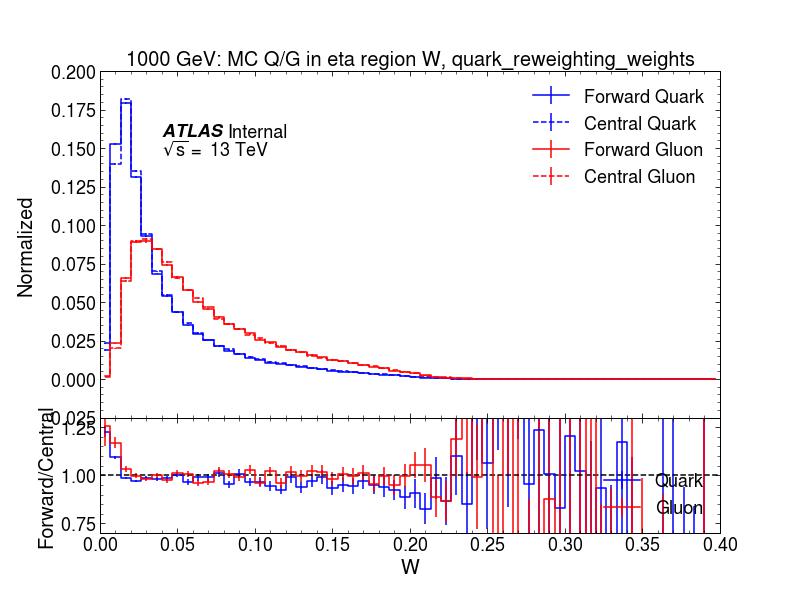 1000 GeV: MC Q/G in eta region W, quark_reweighting_weights
0.200
0.175
0.150
0.125
0.100
0.075
0.050
0.025
0.000
0.025
Normalized
ATLAS Internal
√s = 13 TeV
Forward Quark
Central Quark
Forward Gluon
Central Gluon
1.25
1.00
0.75
Forward/Central
Quark
Gluon
0.00 0.05 0.10 0.15 0.20 0.25 0.30 0.35 0.40
W